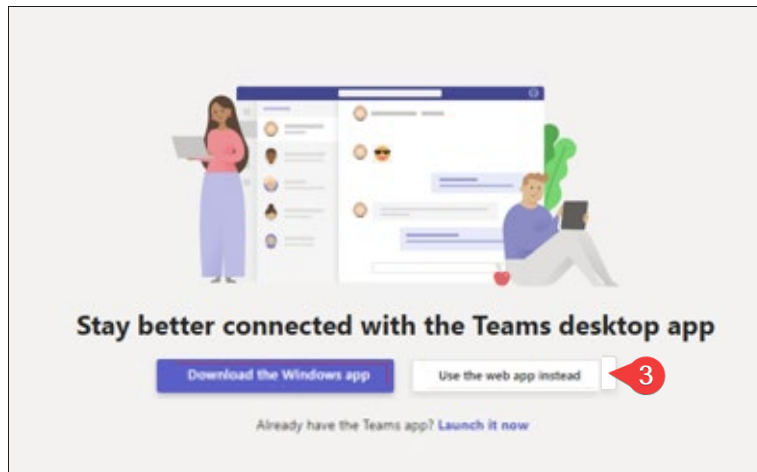 Stay better connected with the Teams desktop app
Download the Windows app Use the web app instead 3
Already have the Teams app? Launch it now